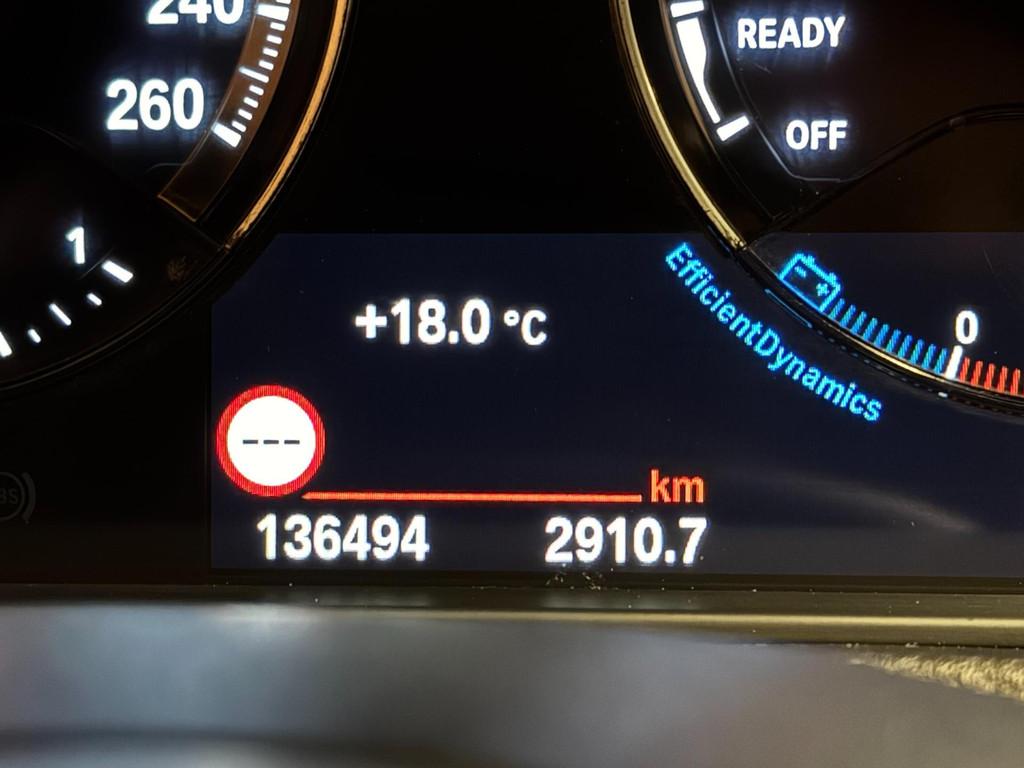 240
260
READY
OFF
1
0
EfficientDynamics
+18.0 °C
---
km
136494 2910.7